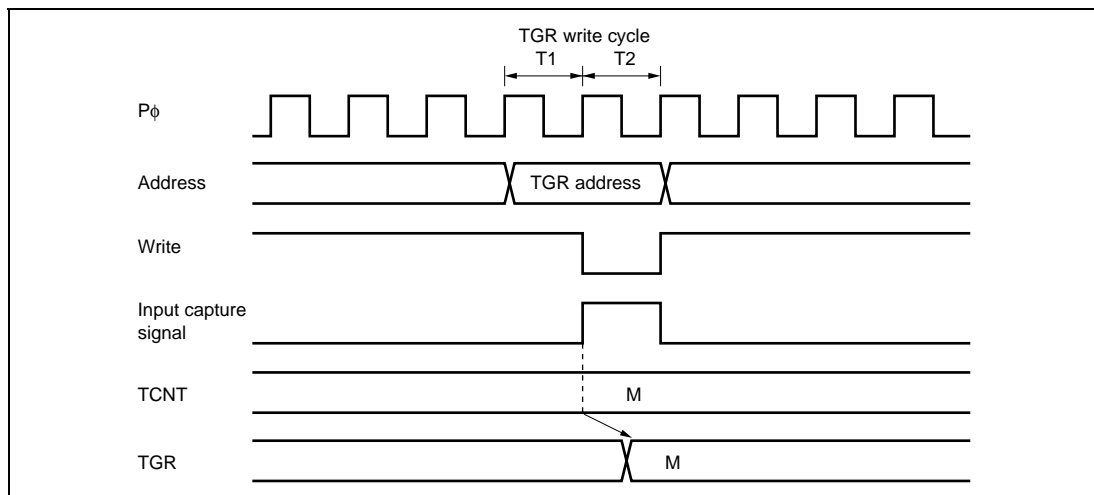 TGR write cycle
T1 T2
Pϕ
Address
TGR address
Write
Input capture
signal
TCNT
M
TGR
M